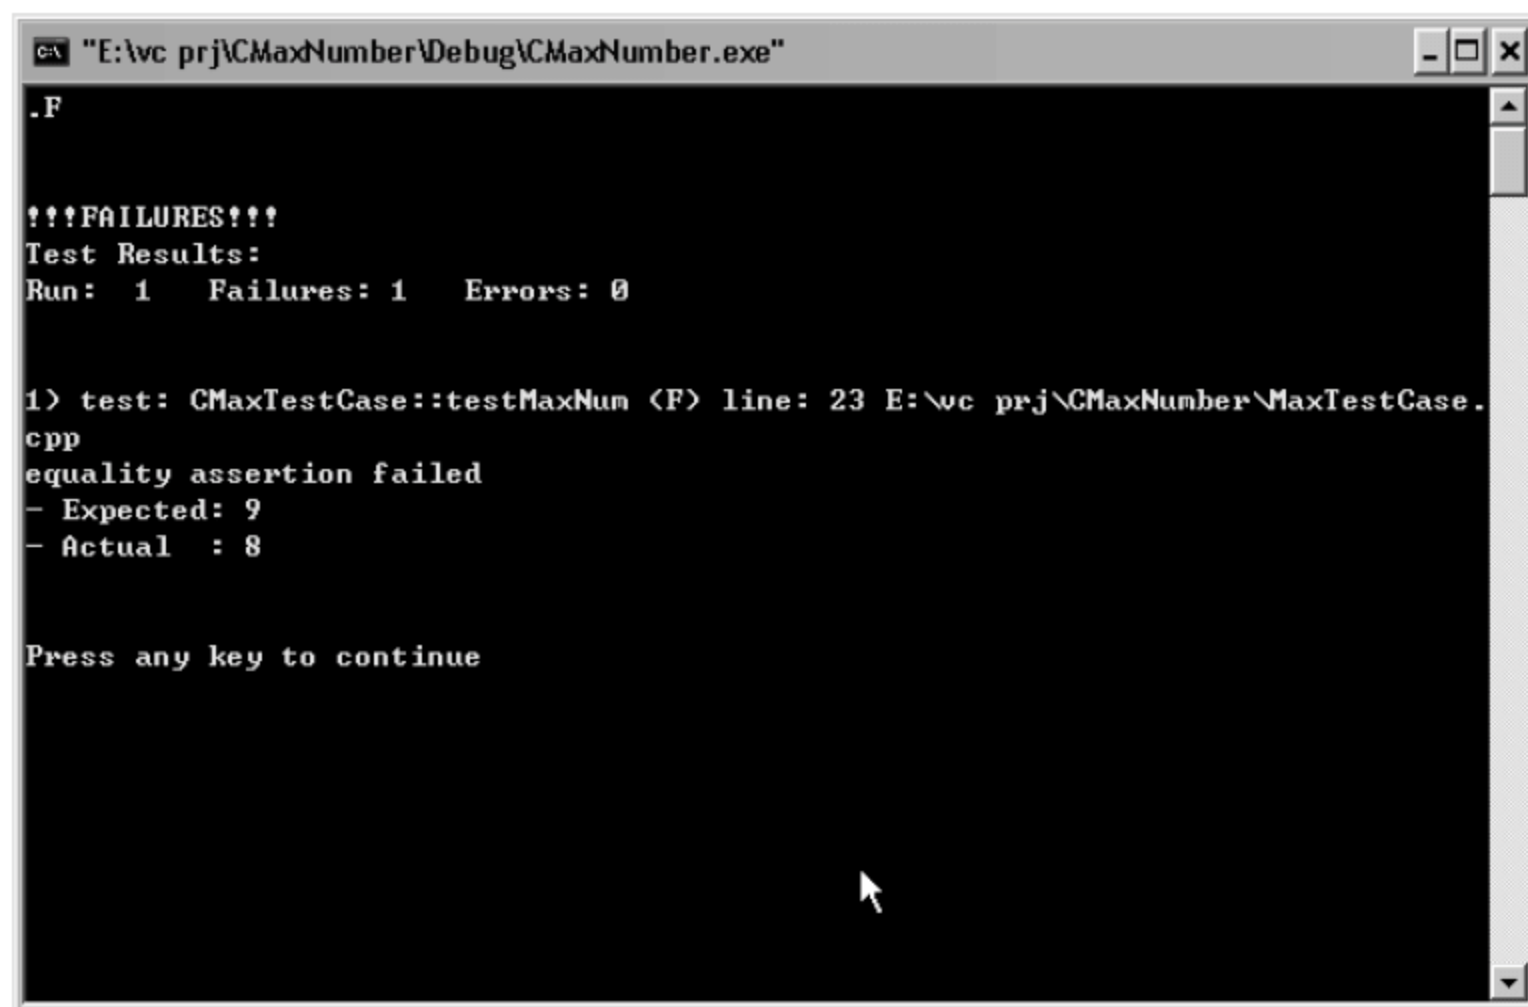 "E:\vc prj\CMaxNumber\Debug\CMaxNumber.exe"
.F
!!!FAILURES!!!
Test Results:
Run:  1   Failures: 1   Errors: 0
1) test: CMaxTestCase::testMaxNum (F) line: 23 E:\vc prj\CMaxNumber\MaxTestCase.
cpp
equality assertion failed
- Expected: 9
- Actual  : 8
Press any key to continue